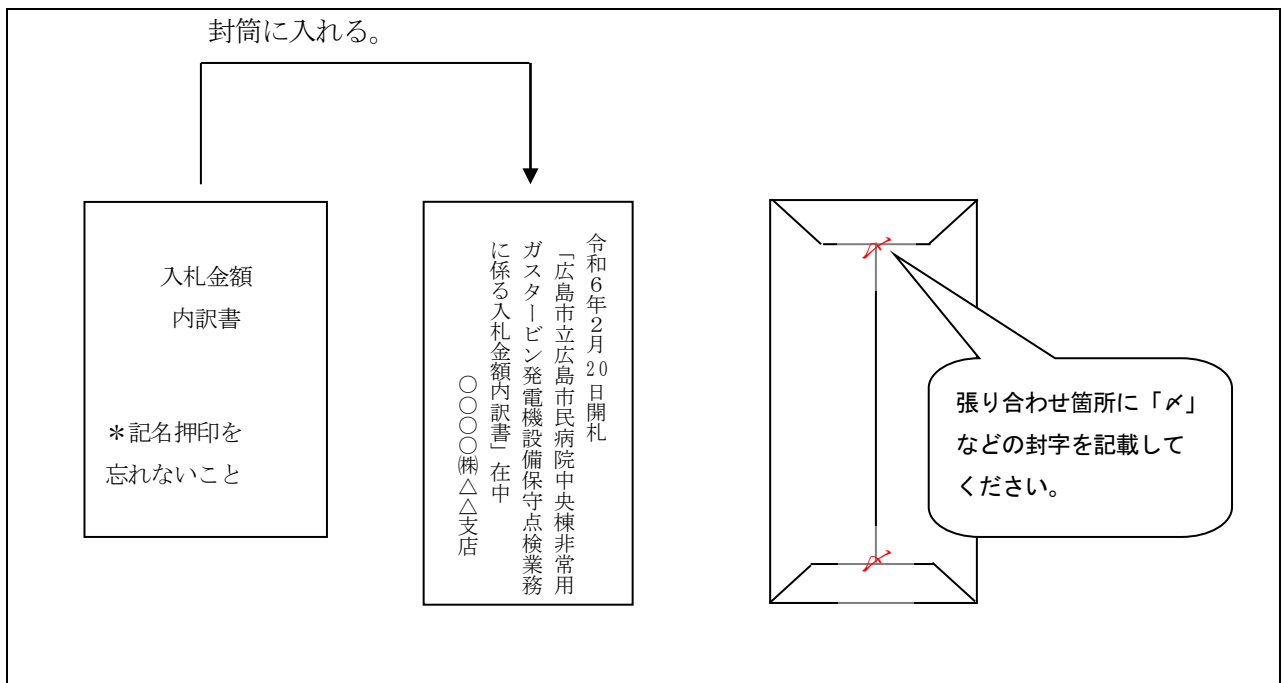 封筒に入れる。
入札金額
内訳書
＊記名押印を
忘れないこと
令和６年２月20日開札
「広島市立広島市民病院中央棟非常用
ガスタービン発電機設備保守点検業務
に係る入札金額内訳書」在中
○○○○㈱△△支店
〆
張り合わせ箇所に「〆」
などの封字を記載して
ください。
〆